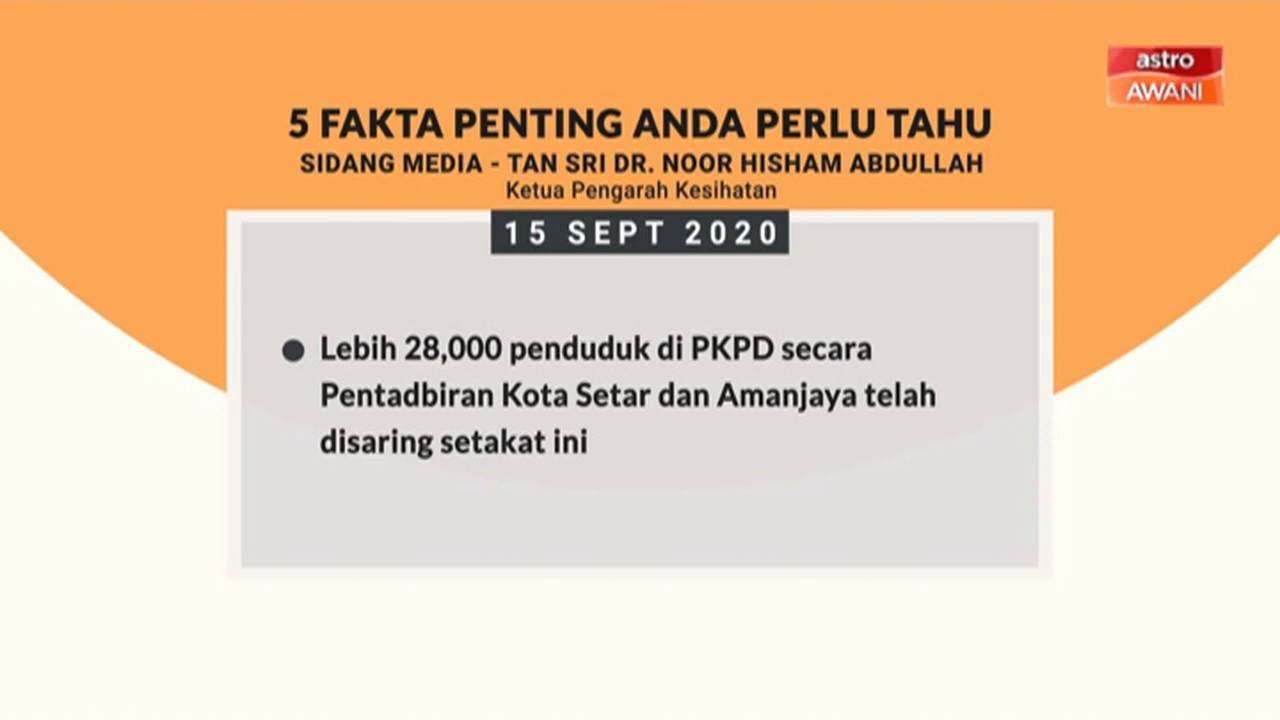 astro
AWANI
5 FAKTA PENTING ANDA PERLU TAHU
SIDANG MEDIA - TAN SRI DR. NOOR HISHAM ABDULLAH
Ketua Pengarah Kesihatan
15 SEPT 2020
● Lebih 28,000 penduduk di PKPD secara
Pentadbiran Kota Setar dan Amanjaya telah
disaring setakat ini